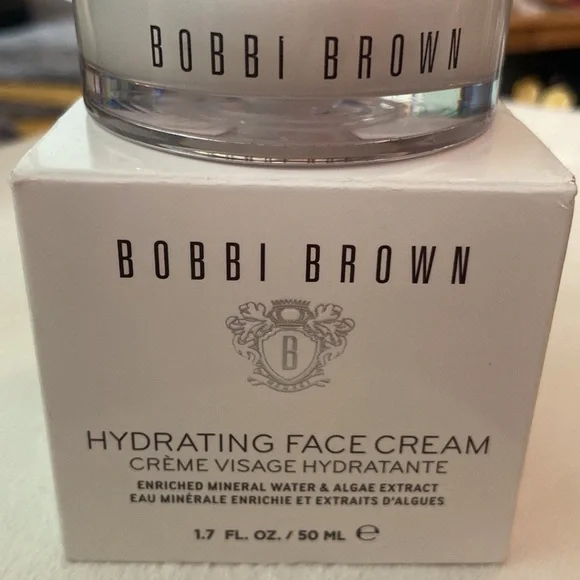 BOBBI BROWN
BOBBI BROWN
B
HYDRATING FACE CREAM
CRÈME VISAGE HYDRATANTE
ENRICHED MINERAL WATER & ALGAE EXTRACT
EAU MINÉRALE ENRICHIE ET EXTRAITS D'ALGUES
1.7 FL. OZ. / 50 ML ℮